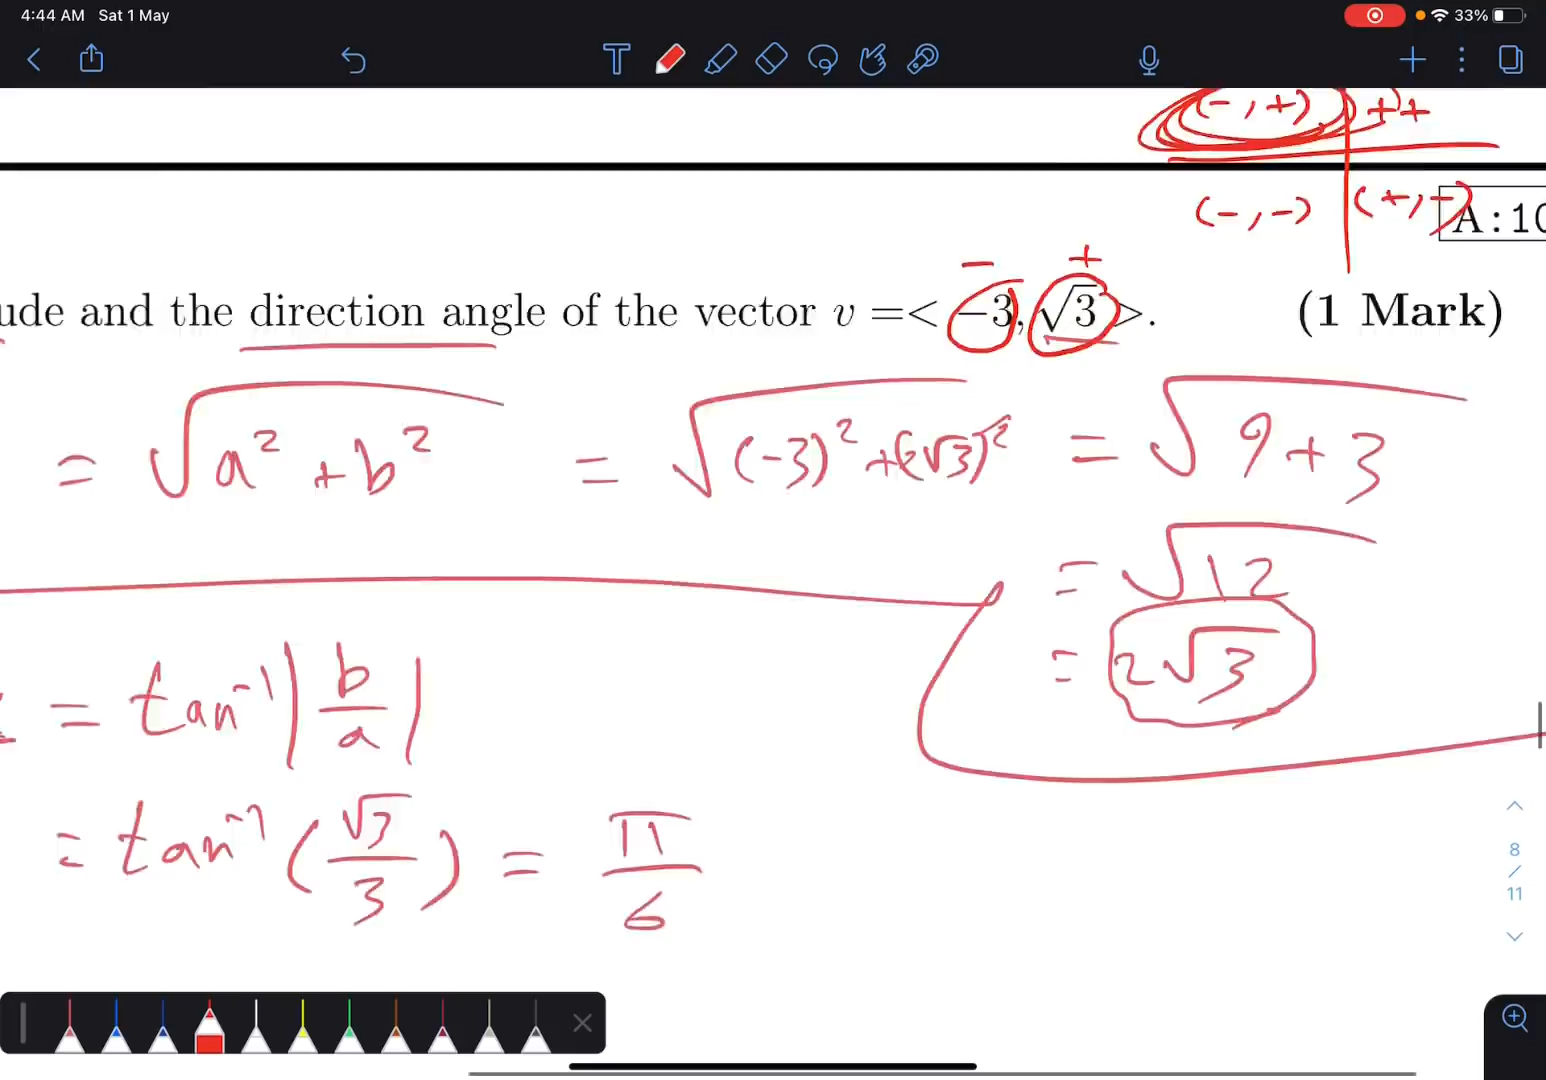 4:44 AM Sat 1 May
33%
(-,+) ++
(-,-) (+,-)
A:10
- +
ude and the direction angle of the vector v =< −3, √3 >. (1 Mark)
= √a² + b² = √(-3)² + (√3)² = √9 + 3
= √12
= 2√3
= tan⁻¹ |b/a|
= tan⁻¹ (√3/3) = π/6
8
/
11